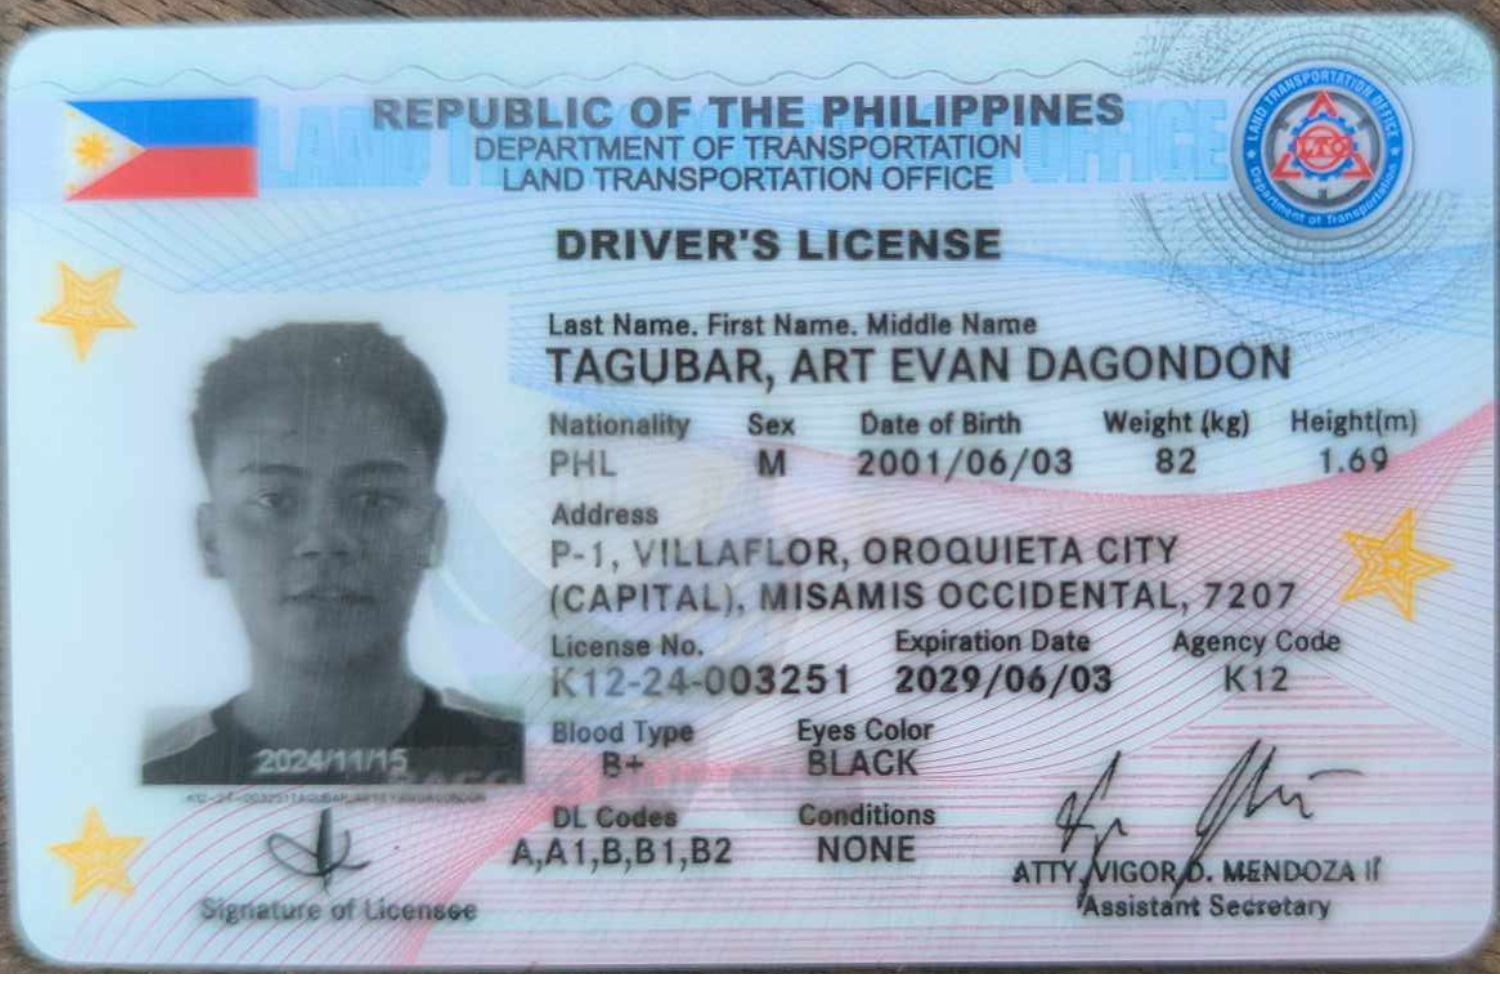 REPUBLIC OF THE PHILIPPINES
DEPARTMENT OF TRANSPORTATION
LAND TRANSPORTATION OFFICE
LAND TRANSPORTATION OFFICE
LTO
Department of Transportation
DRIVER'S LICENSE
Last Name. First Name. Middle Name
TAGUBAR, ART EVAN DAGONDON
Nationality Sex Date of Birth Weight (kg) Height(m)
PHL M 2001/06/03 82 1.69
Address
P-1, VILLAFLOR, OROQUIETA CITY
(CAPITAL), MISAMIS OCCIDENTAL, 7207
License No. Expiration Date Agency Code
K12-24-003251 2029/06/03 K12
Blood Type Eyes Color
B+ BLACK
2024/11/15
DL Codes Conditions
A,A1,B,B1,B2 NONE
ATTY. VIGOR D. MENDOZA II
Assistant Secretary
Signature of Licensee